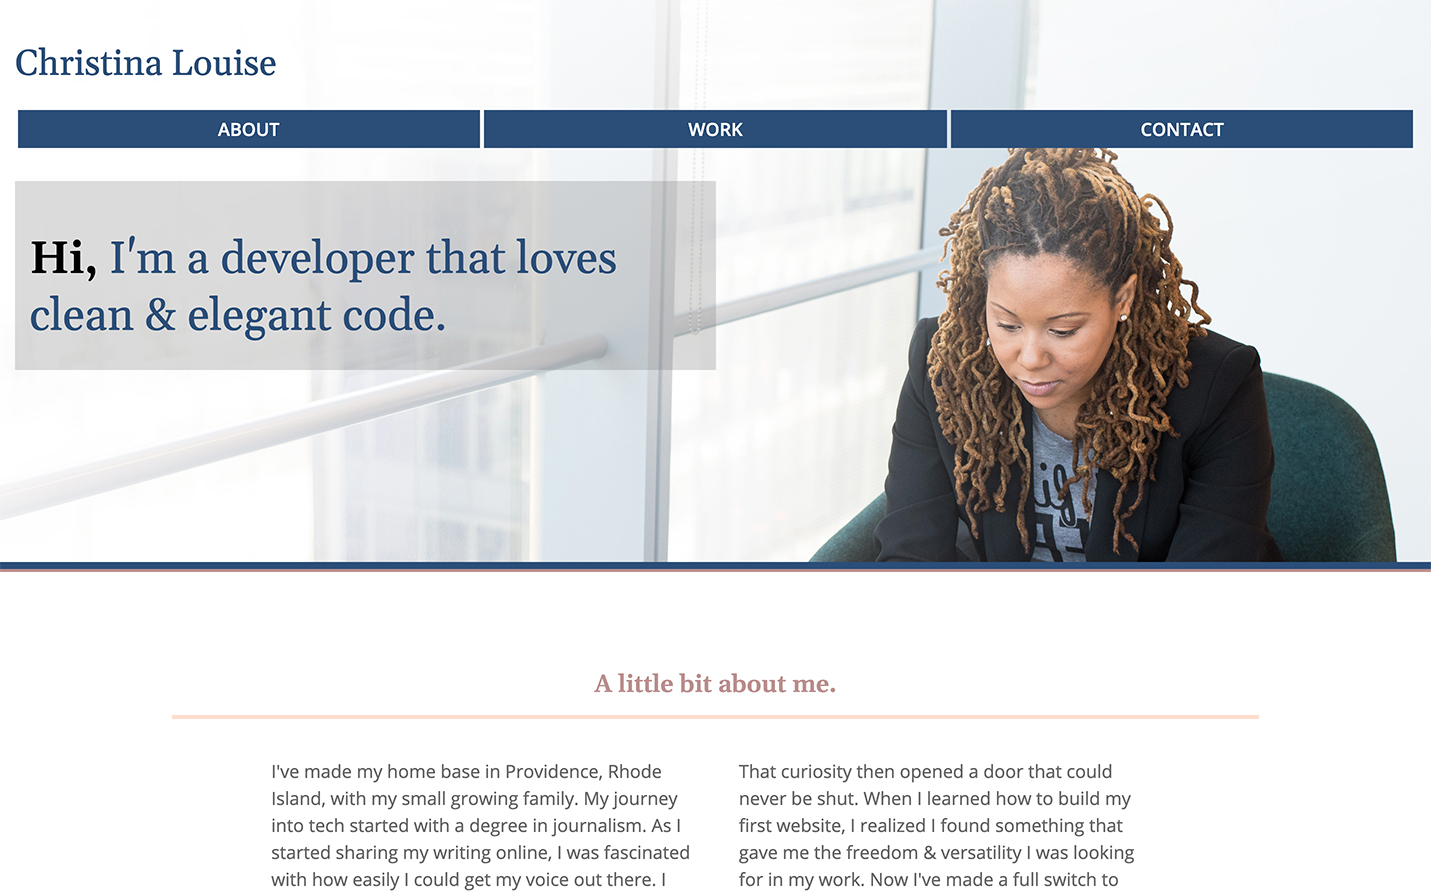 Christina Louise
ABOUT
WORK
CONTACT
Hi, I'm a developer that loves
clean & elegant code.
A little bit about me.
I've made my home base in Providence, Rhode
Island, with my small growing family. My journey
into tech started with a degree in journalism. As I
started sharing my writing online, I was fascinated
with how easily I could get my voice out there. I
That curiosity then opened a door that could
never be shut. When I learned how to build my
first website, I realized I found something that
gave me the freedom & versatility I was looking
for in my work. Now I've made a full switch to